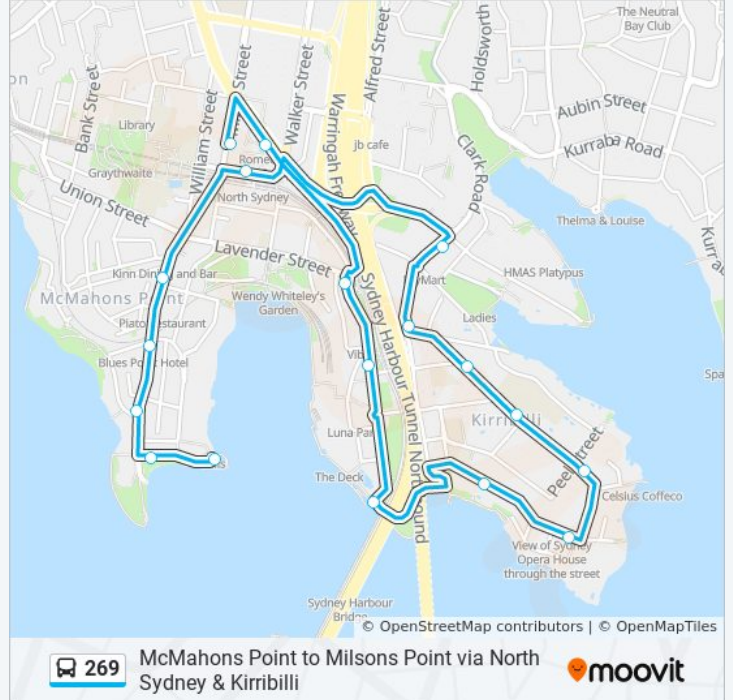 The Neutral
Bay Club
Holdsworth
Alfred Street
Street
Walker Street
Bank Street
William Street
Warringah Freeway
on
Aubin Street
Kurraba Road
Library
jb cafe
Clark Road
Graythwaite
Rome
Union Street
North Sydney
Thelma & Louise
Lavender Street
Kinn Dining and Bar
HMAS Platypus
Mart
McMahons Point
Wendy Whiteley's
Garden
Sydney Harbour Tunnel Northbound
Ladies
Plato Restaurant
Blues Point Hotel
Vib
Spa
Luna Park
Kirribilli
Peel Street
The Deck
Celsius Coffeco
View of Sydney
Opera House
through the street
Sydney Harbour
Bridge
© OpenStreetMap contributors | © OpenMapTiles
269
McMahons Point to Milsons Point via North
Sydney & Kirribilli
moovit